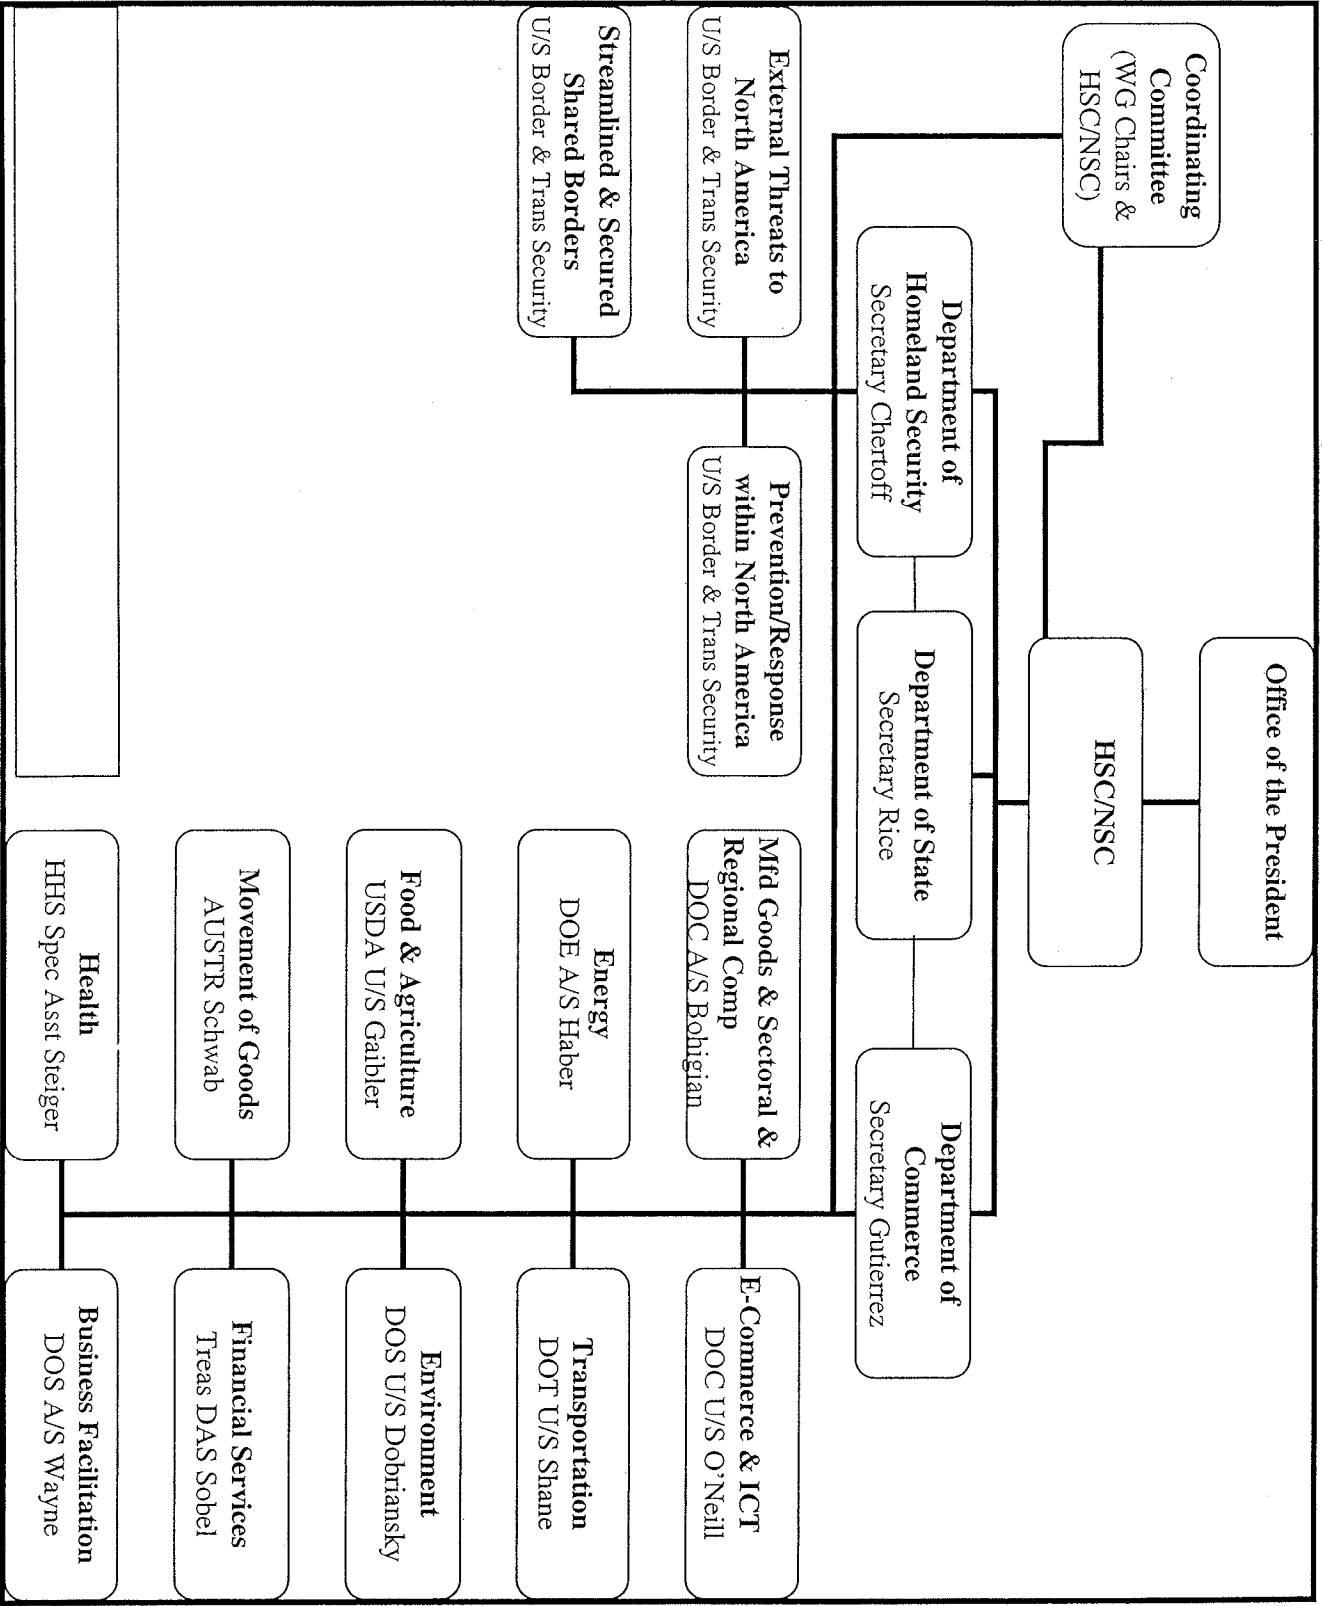 Office of the President
HSC/NSC
Coordinating
Committee
(WG Chairs &
HSC/NSC)
Department of
Homeland Security
Secretary Chertoff
Department of State
Secretary Rice
Department of
Commerce
Secretary Gutierrez
External Threats to
North America
U/S Border & Trans Security
Prevention/Response
within North America
U/S Border & Trans Security
Streamlined & Secured
Shared Borders
U/S Border & Trans Security
Mfd Goods & Sectoral &
Regional Comp
DOC A/S Bohigian
E-Commerce & ICT
DOC U/S O'Neill
Energy
DOE A/S Haber
Transportation
DOT U/S Shane
Food & Agriculture
USDA U/S Gaibler
Environment
DOS U/S Dobriansky
Movement of Goods
AUSTR Schwab
Financial Services
Treas DAS Sobel
Health
HHS Spec Asst Steiger
Business Facilitation
DOS A/S Wayne